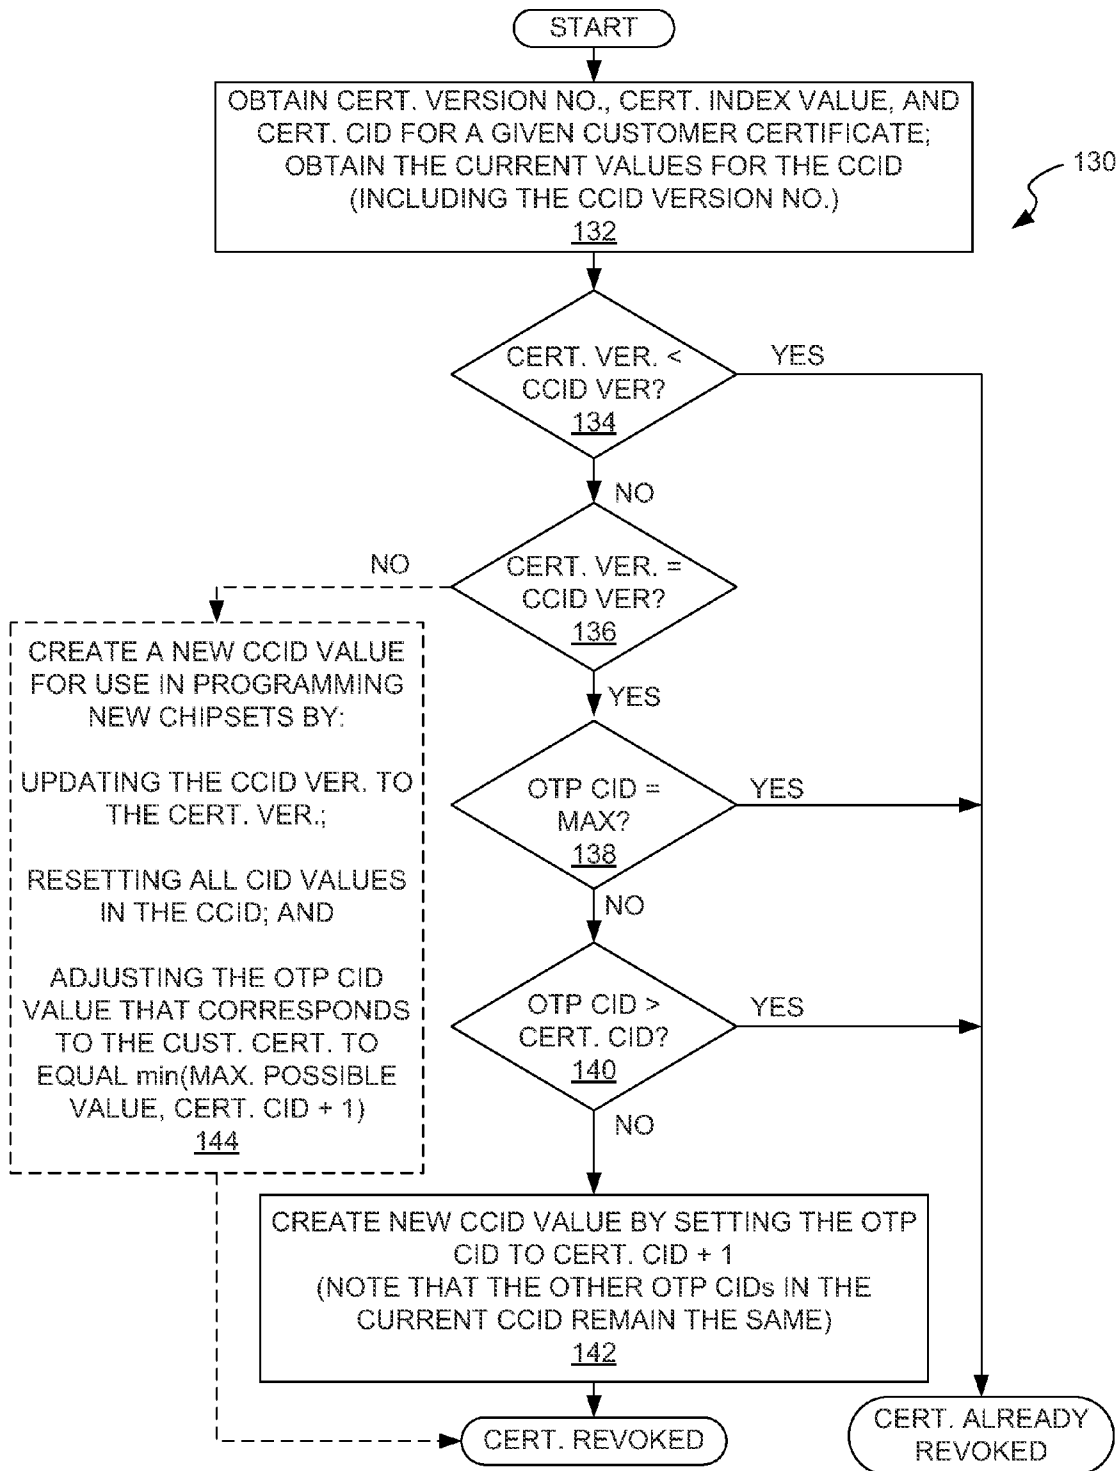 START
OBTAIN CERT. VERSION NO., CERT. INDEX VALUE, AND
CERT. CID FOR A GIVEN CUSTOMER CERTIFICATE;
OBTAIN THE CURRENT VALUES FOR THE CCID
(INCLUDING THE CCID VERSION NO.)
132
130
CERT. VER. <
CCID VER?
134
YES
NO
CERT. VER. =
CCID VER?
136
NO
YES
CREATE A NEW CCID VALUE
FOR USE IN PROGRAMMING
NEW CHIPSETS BY:
UPDATING THE CCID VER. TO
THE CERT. VER.;
RESETTING ALL CID VALUES
IN THE CCID; AND
ADJUSTING THE OTP CID
VALUE THAT CORRESPONDS
TO THE CUST. CERT. TO
EQUAL min(MAX. POSSIBLE
VALUE, CERT. CID + 1)
144
OTP CID =
MAX?
138
YES
NO
OTP CID >
CERT. CID?
140
YES
NO
CREATE NEW CCID VALUE BY SETTING THE OTP
CID TO CERT. CID + 1
(NOTE THAT THE OTHER OTP CIDs IN THE
CURRENT CCID REMAIN THE SAME)
142
CERT. REVOKED
CERT. ALREADY
REVOKED